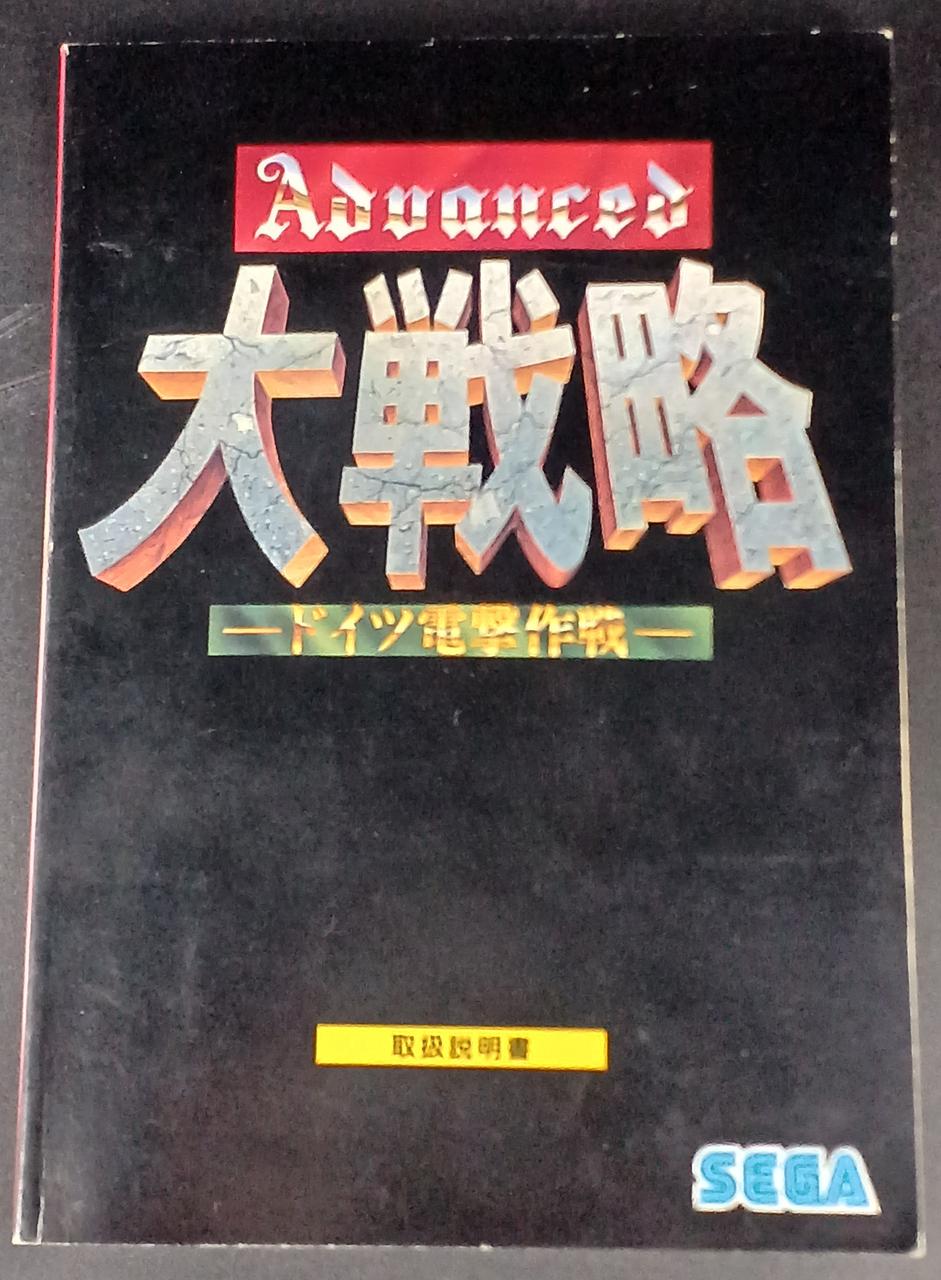 Advanced
大戦略
―ドイツ電撃作戦―
取扱説明書
SEGA